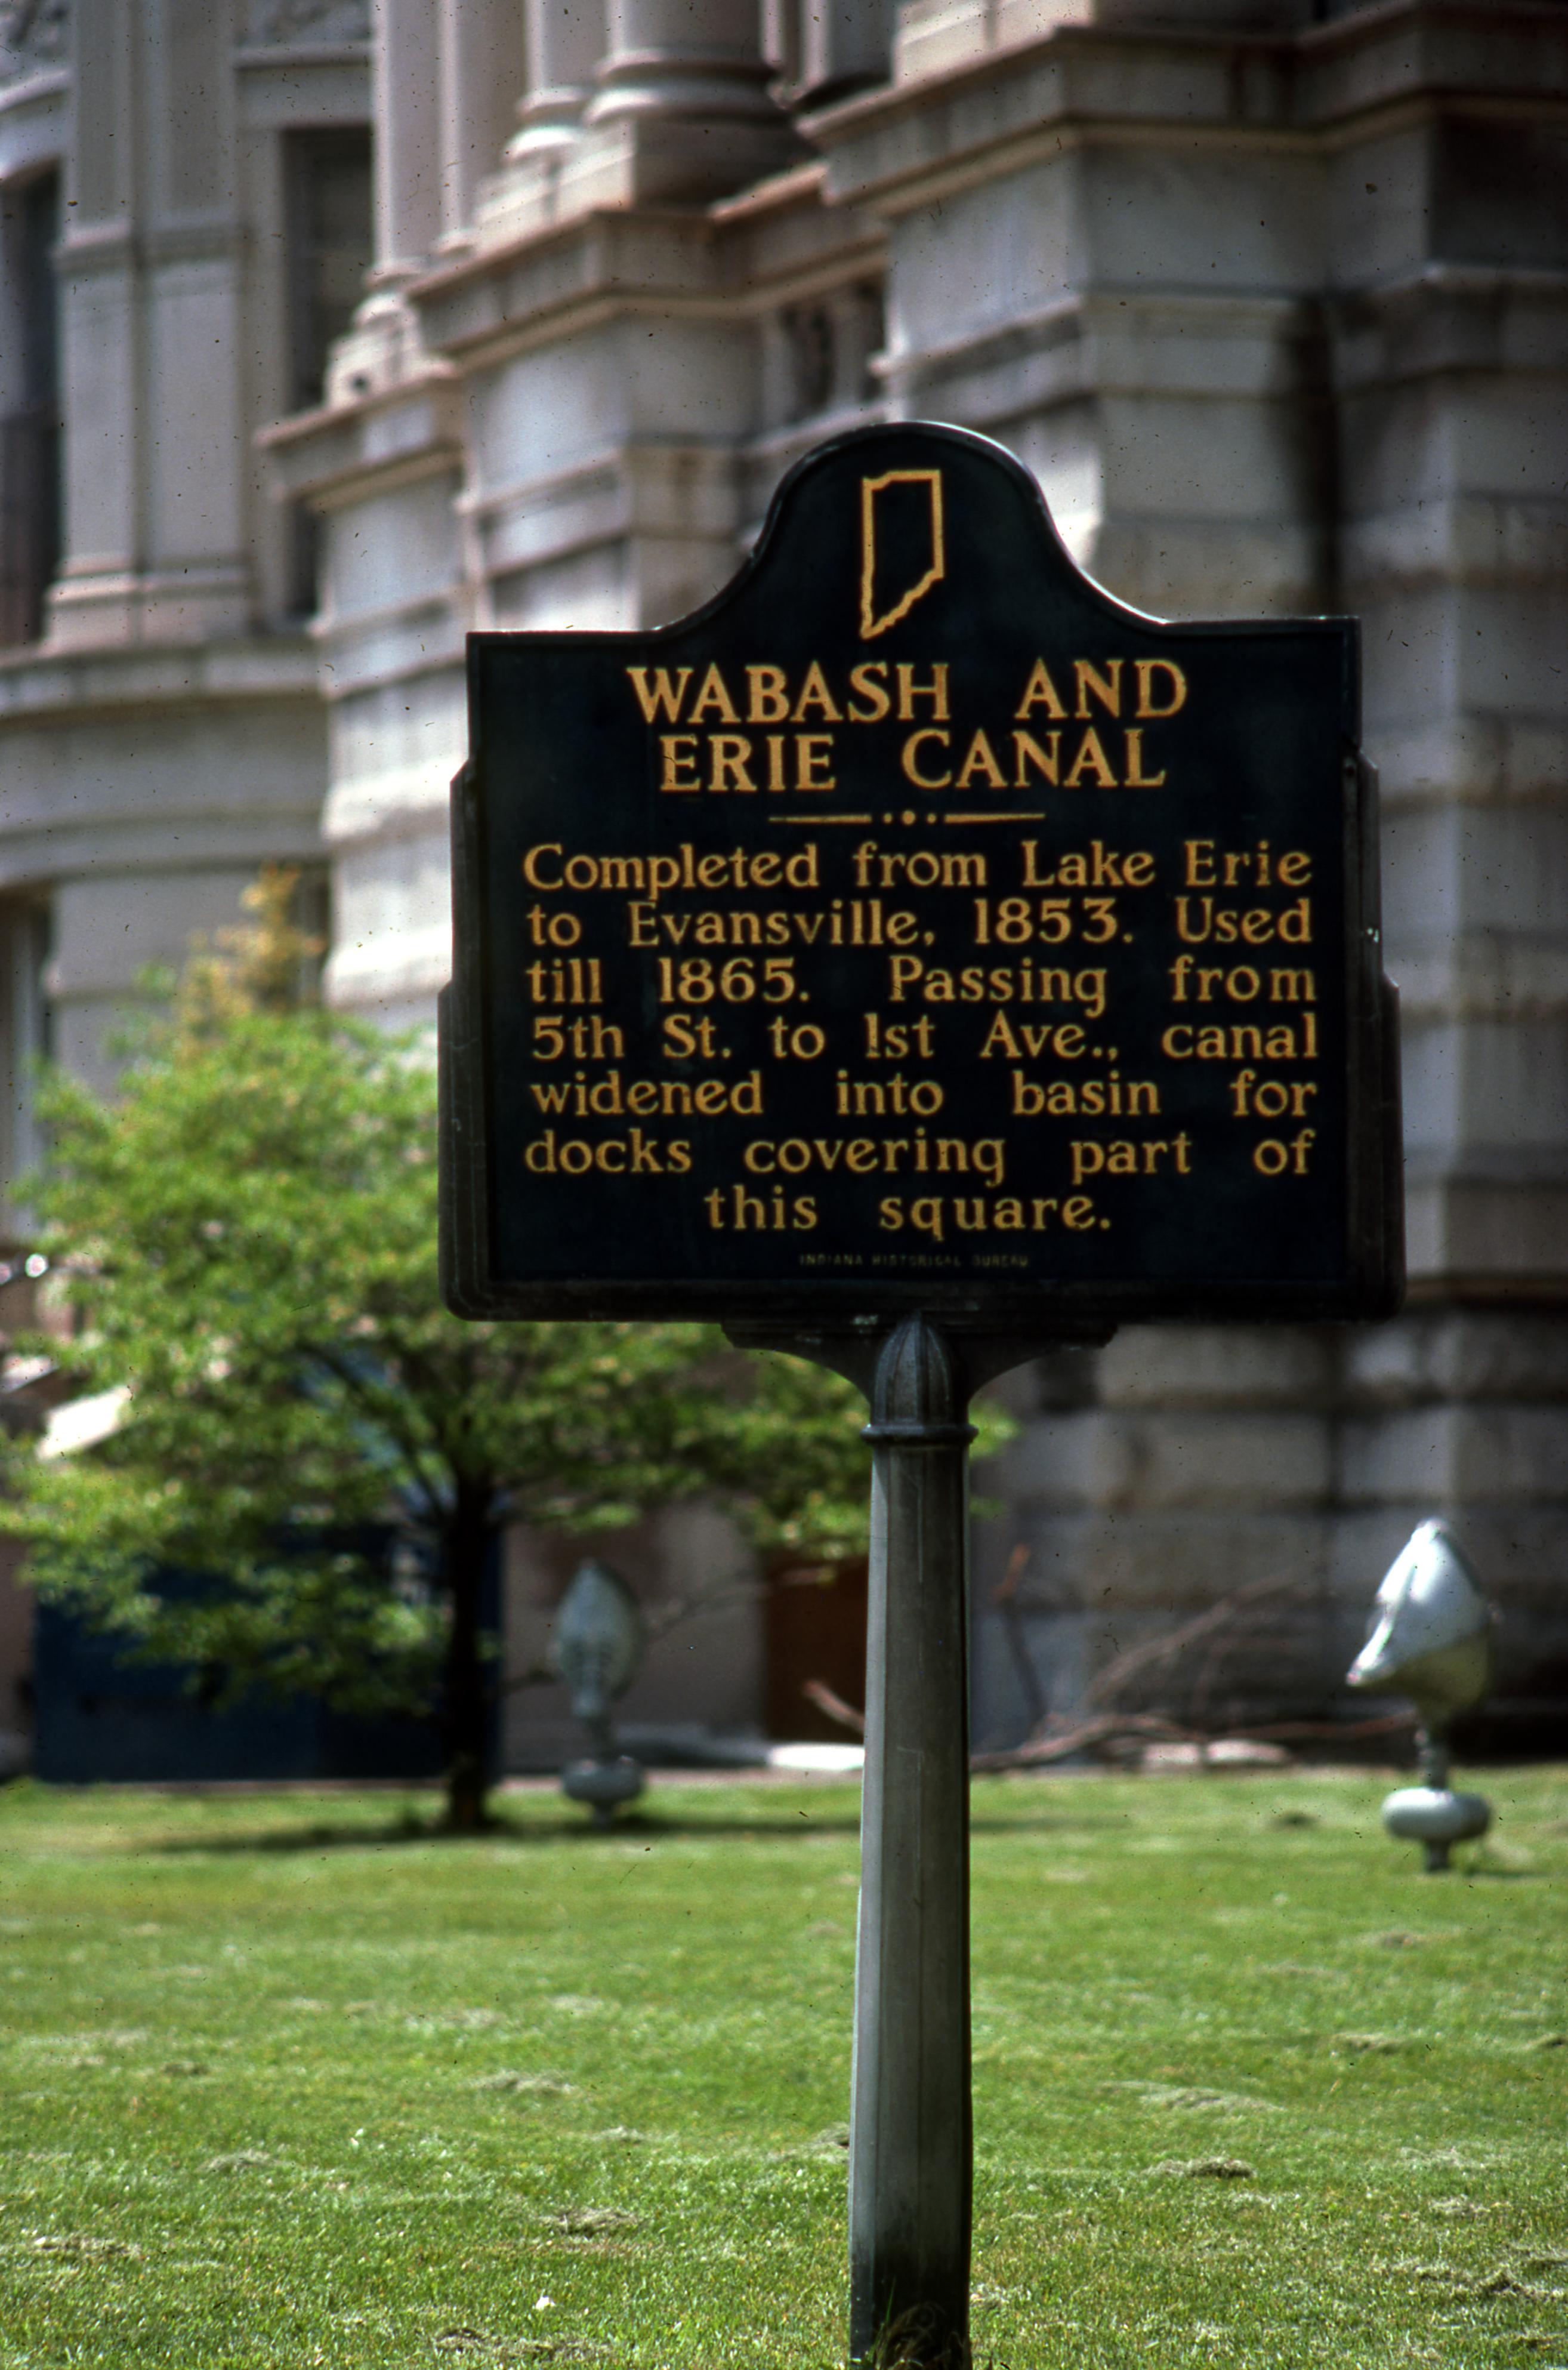 WABASH AND
ERIE CANAL
Completed from Lake Erie
to Evansville, 1853. Used
till 1865. Passing from
5th St. to 1st Ave., canal
widened into basin for
docks covering part of
this square.
INDIANA HISTORICAL BUREAU